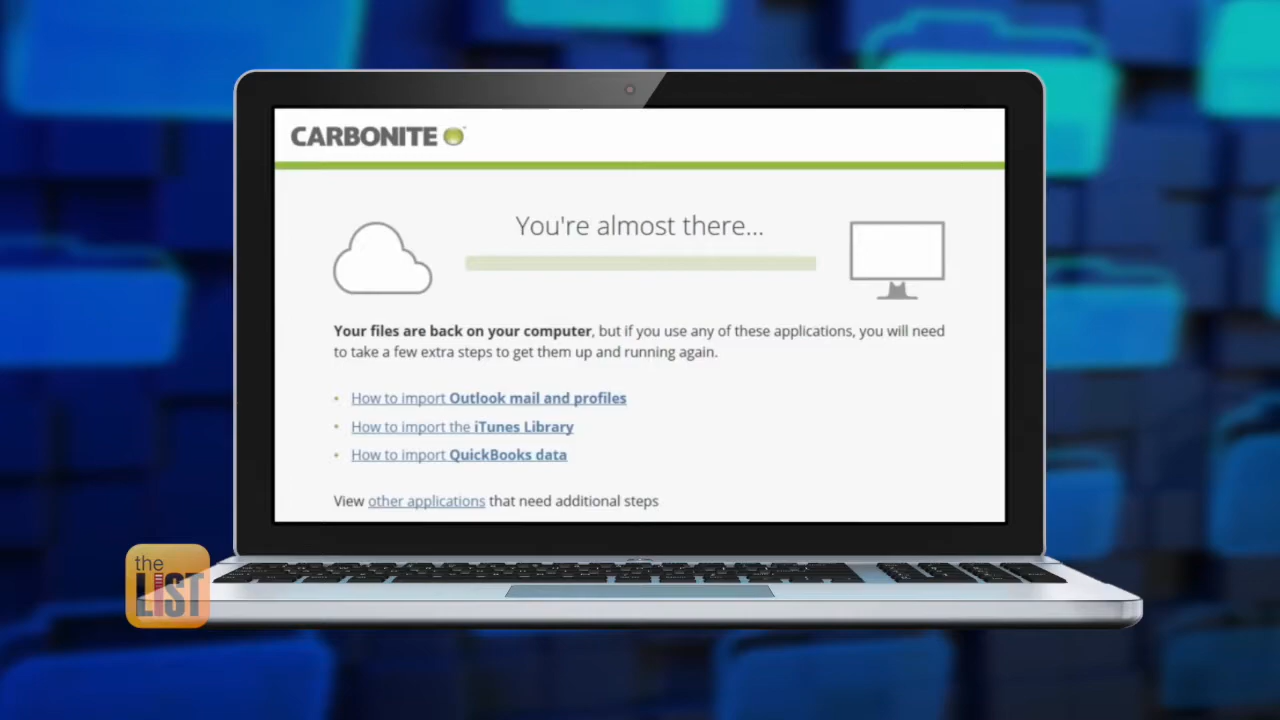 CARBONITE
You're almost there...
Your files are back on your computer, but if you use any of these applications, you will need
to take a few extra steps to get them up and running again.
How to import Outlook mail and profiles
How to import the iTunes Library
How to import QuickBooks data
View other applications that need additional steps
the
LIST